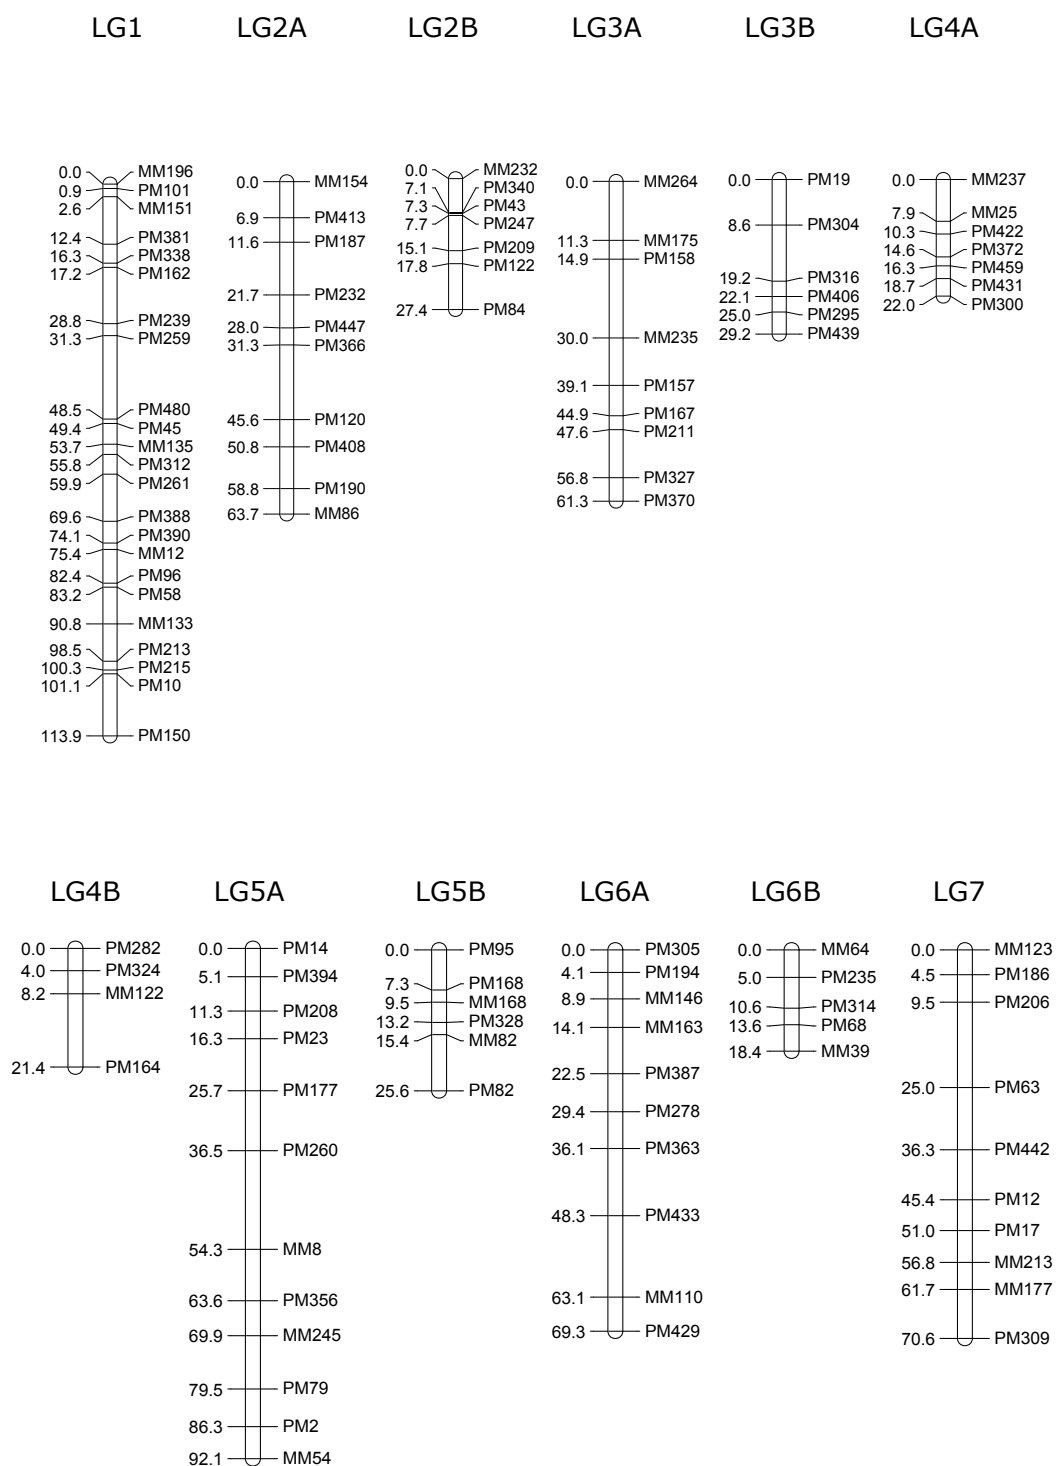 LG1 LG2A LG2B LG3A LG3B LG4A
0.0 MM196
0.9 PM101
2.6 MM151
12.4 PM381
16.3 PM338
17.2 PM162
28.8 PM239
31.3 PM259
48.5 PM480
49.4 PM45
53.7 MM135
55.8 PM312
59.9 PM261
69.6 PM388
74.1 PM390
75.4 MM12
82.4 PM96
83.2 PM58
90.8 MM133
98.5 PM213
100.3 PM215
101.1 PM10
113.9 PM150
0.0 MM154
6.9 PM413
11.6 PM187
21.7 PM232
28.0 PM447
31.3 PM366
45.6 PM120
50.8 PM408
58.8 PM190
63.7 MM86
0.0 MM232
7.1 PM340
7.3 PM43
7.7 PM247
15.1 PM209
17.8 PM122
27.4 PM84
0.0 MM264
11.3 MM175
14.9 PM158
30.0 MM235
39.1 PM157
44.9 PM167
47.6 PM211
56.8 PM327
61.3 PM370
0.0 PM19
8.6 PM304
19.2 PM316
22.1 PM406
25.0 PM295
29.2 PM439
0.0 MM237
7.9 MM25
10.3 PM422
14.6 PM372
16.3 PM459
18.7 PM431
22.0 PM300
LG4B LG5A LG5B LG6A LG6B LG7
0.0 PM282
4.0 PM324
8.2 MM122
21.4 PM164
0.0 PM14
5.1 PM394
11.3 PM208
16.3 PM23
25.7 PM177
36.5 PM260
54.3 MM8
63.6 PM356
69.9 MM245
79.5 PM79
86.3 PM2
92.1 MM54
0.0 PM95
7.3 PM168
9.5 MM168
13.2 PM328
15.4 MM82
25.6 PM82
0.0 PM305
4.1 PM194
8.9 MM146
14.1 MM163
22.5 PM387
29.4 PM278
36.1 PM363
48.3 PM433
63.1 MM110
69.3 PM429
0.0 MM64
5.0 PM235
10.6 PM314
13.6 PM68
18.4 MM39
0.0 MM123
4.5 PM186
9.5 PM206
25.0 PM63
36.3 PM442
45.4 PM12
51.0 PM17
56.8 MM213
61.7 MM177
70.6 PM309